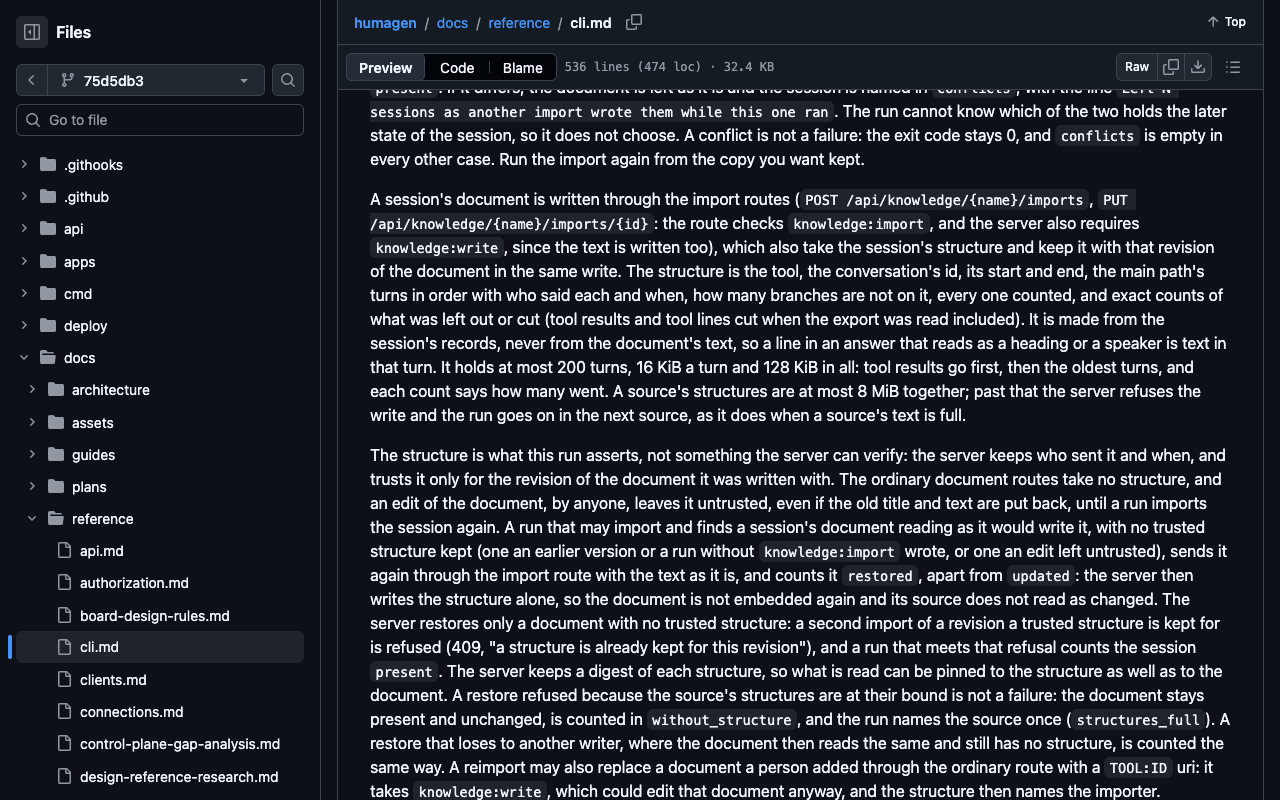 Files
75d5db3
Go to file
.githooks
.github
api
apps
cmd
deploy
docs
architecture
assets
guides
plans
reference
api.md
authorization.md
board-design-rules.md
cli.md
clients.md
connections.md
control-plane-gap-analysis.md
design-reference-research.md
humagen / docs / reference / cli.md
Top
Preview Code Blame 536 lines (474 loc) · 32.4 KB Raw
present. If it differs, the document is left as it is and the session is named in conflicts, with the line Left N
sessions as another import wrote them while this one ran. The run cannot know which of the two holds the later
state of the session, so it does not choose. A conflict is not a failure: the exit code stays 0, and conflicts is empty in
every other case. Run the import again from the copy you want kept.
A session's document is written through the import routes (POST /api/knowledge/{name}/imports, PUT
/api/knowledge/{name}/imports/{id}: the route checks knowledge:import, and the server also requires
knowledge:write, since the text is written too), which also take the session's structure and keep it with that revision
of the document in the same write. The structure is the tool, the conversation's id, its start and end, the main path's
turns in order with who said each and when, how many branches are not on it, every one counted, and exact counts of
what was left out or cut (tool results and tool lines cut when the export was read included). It is made from the
session's records, never from the document's text, so a line in an answer that reads as a heading or a speaker is text in
that turn. It holds at most 200 turns, 16 KiB a turn and 128 KiB in all: tool results go first, then the oldest turns, and
each count says how many went. A source's structures are at most 8 MiB together; past that the server refuses the
write and the run goes on in the next source, as it does when a source's text is full.
The structure is what this run asserts, not something the server can verify: the server keeps who sent it and when, and
trusts it only for the revision of the document it was written with. The ordinary document routes take no structure, and
an edit of the document, by anyone, leaves it untrusted, even if the old title and text are put back, until a run imports
the session again. A run that may import and finds a session's document reading as it would write it, with no trusted
structure kept (one an earlier version or a run without knowledge:import wrote, or one an edit left untrusted), sends it
again through the import route with the text as it is, and counts it restored, apart from updated: the server then
writes the structure alone, so the document is not embedded again and its source does not read as changed. The
server restores only a document with no trusted structure: a second import of a revision a trusted structure is kept for
is refused (409, "a structure is already kept for this revision"), and a run that meets that refusal counts the session
present. The server keeps a digest of each structure, so what is read can be pinned to the structure as well as to the
document. A restore refused because the source's structures are at their bound is not a failure: the document stays
present and unchanged, is counted in without_structure, and the run names the source once (structures_full). A
restore that loses to another writer, where the document then reads the same and still has no structure, is counted the
same way. A reimport may also replace a document a person added through the ordinary route with a TOOL:ID uri: it
takes knowledge:write, which could edit that document anyway, and the structure then names the importer.